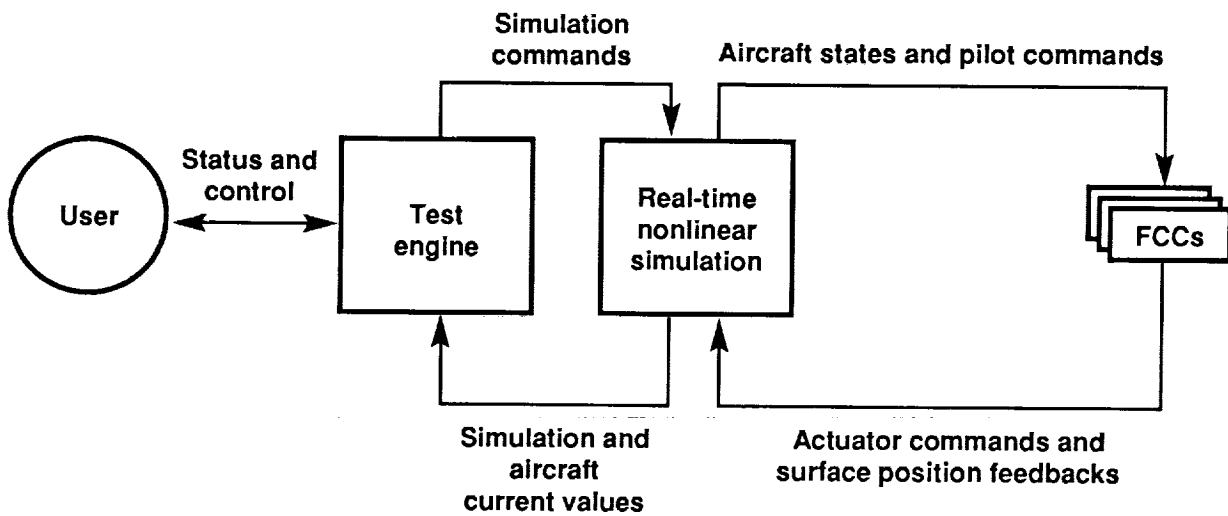 Simulation
commands
Aircraft states and pilot commands
Status and
control
User
Test
engine
Real-time
nonlinear
simulation
FCCs
Simulation and
aircraft
current values
Actuator commands and
surface position feedbacks